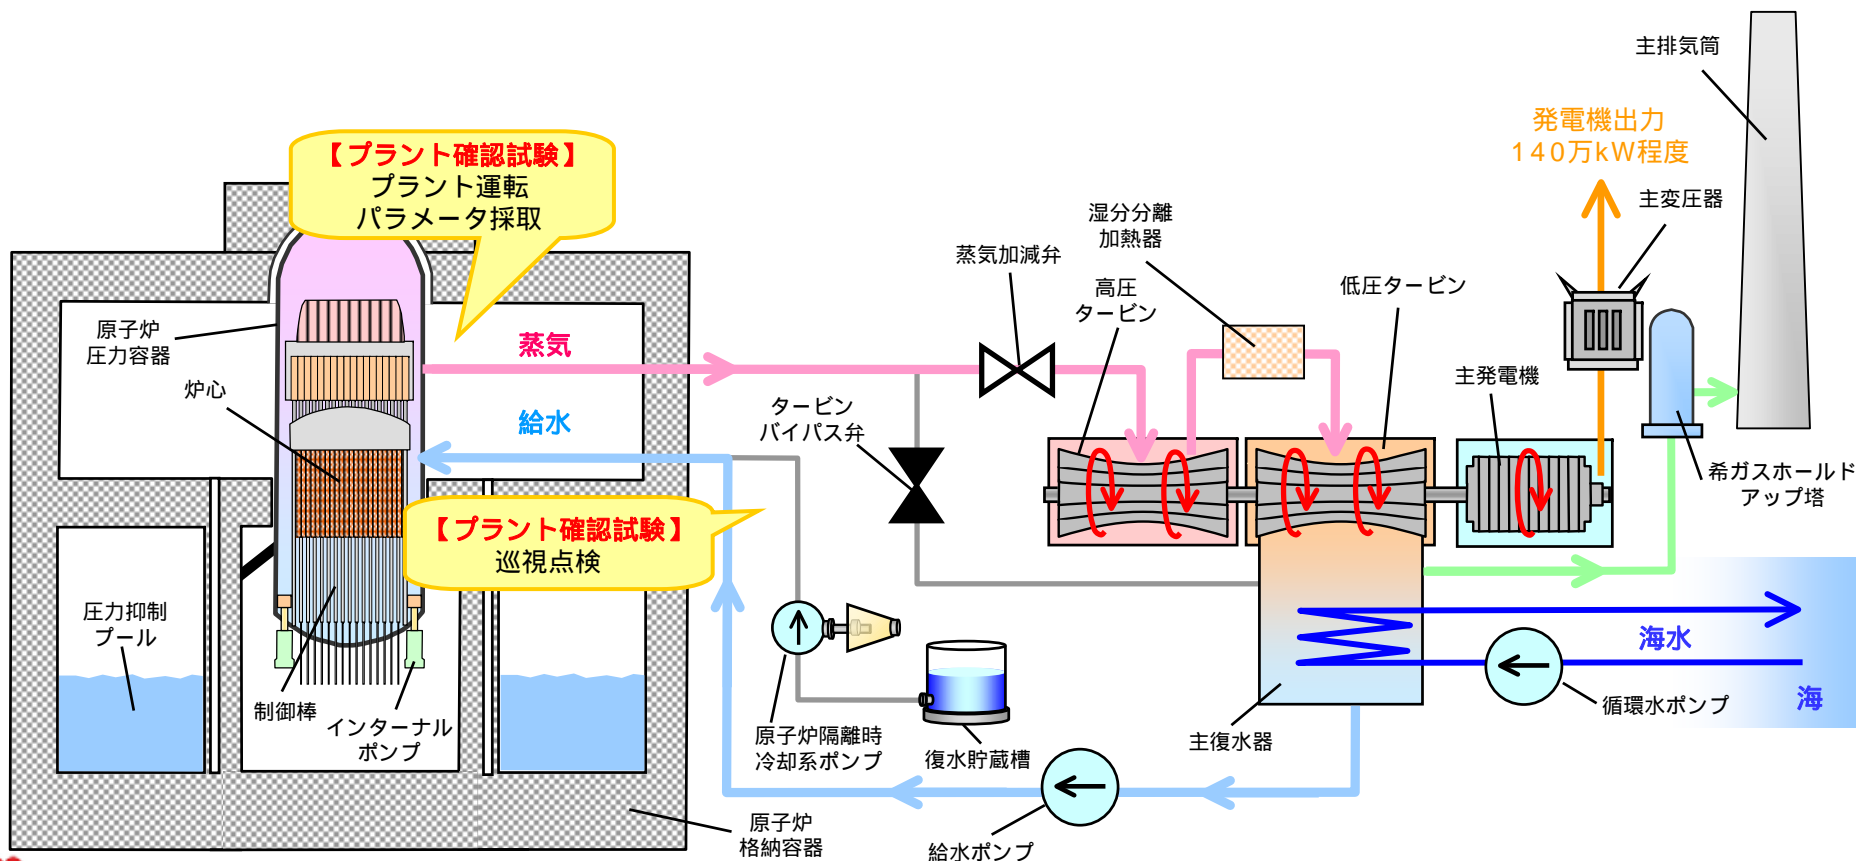 主排気筒
発電機出力
140万kW程度
【プラント確認試験】
プラント運転
パラメータ採取
主変圧器
湿分分離
加熱器
蒸気加減弁
高圧
タービン
低圧タービン
原子炉
圧力容器
蒸気
炉心
主発電機
タービン
バイパス弁
給水
希ガスホールド
アップ塔
【プラント確認試験】
巡視点検
圧力抑制
プール
海水
制御棒
インターナル
ポンプ
海
循環水ポンプ
原子炉隔離時
冷却系ポンプ
復水貯蔵槽
主復水器
原子炉
格納容器
給水ポンプ